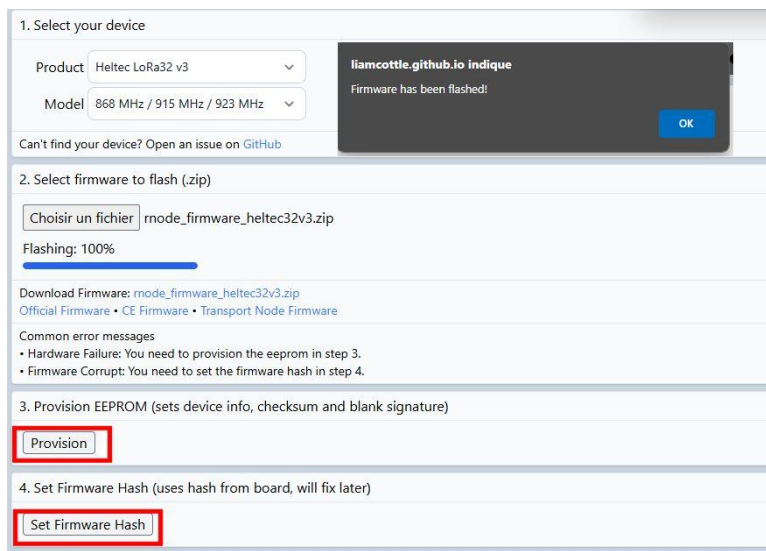 1. Select your device
Product Heltec LoRa32 v3
Model 868 MHz / 915 MHz / 923 MHz
Can't find your device? Open an issue on GitHub
liamcottle.github.io indique
Firmware has been flashed!
OK
2. Select firmware to flash (.zip)
Choisir un fichier rnode_firmware_heltec32v3.zip
Flashing: 100%
Download Firmware: rnode_firmware_heltec32v3.zip
Official Firmware • CE Firmware • Transport Node Firmware
Common error messages
• Hardware Failure: You need to provision the eeprom in step 3.
• Firmware Corrupt: You need to set the firmware hash in step 4.
3. Provision EEPROM (sets device info, checksum and blank signature)
Provision
4. Set Firmware Hash (uses hash from board, will fix later)
Set Firmware Hash